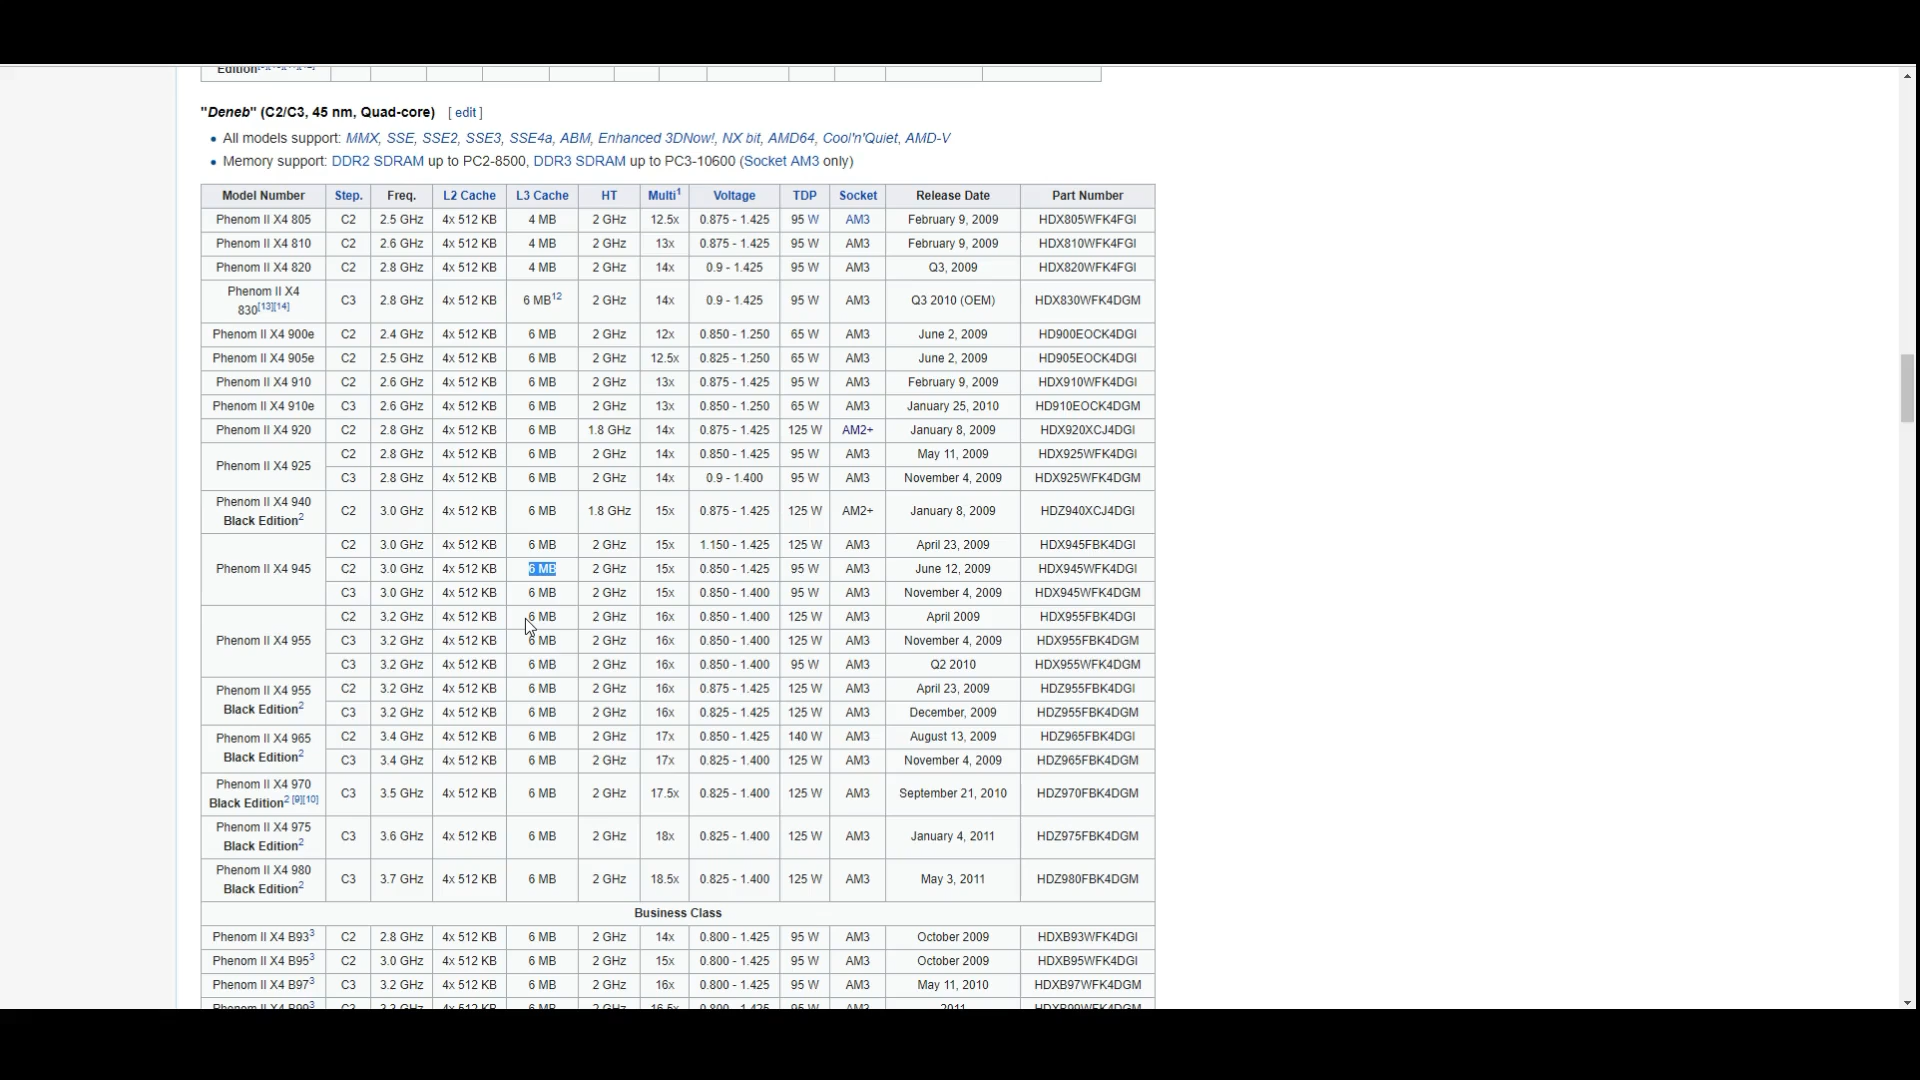 Edition
"Deneb" (C2/C3, 45 nm, Quad-core) [ edit ]
• All models support: MMX, SSE, SSE2, SSE3, SSE4a, ABM, Enhanced 3DNow!, NX bit, AMD64, Cool'n'Quiet, AMD-V
• Memory support: DDR2 SDRAM up to PC2-8500, DDR3 SDRAM up to PC3-10600 (Socket AM3 only)
Model Number Step. Freq. L2 Cache L3 Cache HT Multi1 Voltage TDP Socket Release Date Part Number
Phenom II X4 805 C2 2.5 GHz 4x 512 KB 4 MB 2 GHz 12.5x 0.875 - 1.425 95 W AM3 February 9, 2009 HDX805WFK4FGI
Phenom II X4 810 C2 2.6 GHz 4x 512 KB 4 MB 2 GHz 13x 0.875 - 1.425 95 W AM3 February 9, 2009 HDX810WFK4FGI
Phenom II X4 820 C2 2.8 GHz 4x 512 KB 4 MB 2 GHz 14x 0.9 - 1.425 95 W AM3 Q3, 2009 HDX820WFK4FGI
Phenom II X4
830[13][14] C3 2.8 GHz 4x 512 KB 6 MB12 2 GHz 14x 0.9 - 1.425 95 W AM3 Q3 2010 (OEM) HDX830WFK4DGM
Phenom II X4 900e C2 2.4 GHz 4x 512 KB 6 MB 2 GHz 12x 0.850 - 1.250 65 W AM3 June 2, 2009 HD900EOCK4DGI
Phenom II X4 905e C2 2.5 GHz 4x 512 KB 6 MB 2 GHz 12.5x 0.825 - 1.250 65 W AM3 June 2, 2009 HD905EOCK4DGI
Phenom II X4 910 C2 2.6 GHz 4x 512 KB 6 MB 2 GHz 13x 0.875 - 1.425 95 W AM3 February 9, 2009 HDX910WFK4DGI
Phenom II X4 910e C3 2.6 GHz 4x 512 KB 6 MB 2 GHz 13x 0.850 - 1.250 65 W AM3 January 25, 2010 HD910EOCK4DGM
Phenom II X4 920 C2 2.8 GHz 4x 512 KB 6 MB 1.8 GHz 14x 0.875 - 1.425 125 W AM2+ January 8, 2009 HDX920XCJ4DGI
Phenom II X4 925 C2 2.8 GHz 4x 512 KB 6 MB 2 GHz 14x 0.850 - 1.425 95 W AM3 May 11, 2009 HDX925WFK4DGI
C3 2.8 GHz 4x 512 KB 6 MB 2 GHz 14x 0.9 - 1.400 95 W AM3 November 4, 2009 HDX925WFK4DGM
Phenom II X4 940
Black Edition2 C2 3.0 GHz 4x 512 KB 6 MB 1.8 GHz 15x 0.875 - 1.425 125 W AM2+ January 8, 2009 HDZ940XCJ4DGI
C2 3.0 GHz 4x 512 KB 6 MB 2 GHz 15x 1.150 - 1.425 125 W AM3 April 23, 2009 HDX945FBK4DGI
Phenom II X4 945 C2 3.0 GHz 4x 512 KB 6 MB 2 GHz 15x 0.850 - 1.425 95 W AM3 June 12, 2009 HDX945WFK4DGI
C3 3.0 GHz 4x 512 KB 6 MB 2 GHz 15x 0.850 - 1.400 95 W AM3 November 4, 2009 HDX945WFK4DGM
C2 3.2 GHz 4x 512 KB 6 MB 2 GHz 16x 0.850 - 1.400 125 W AM3 April 2009 HDX955FBK4DGI
Phenom II X4 955 C3 3.2 GHz 4x 512 KB 6 MB 2 GHz 16x 0.850 - 1.400 125 W AM3 November 4, 2009 HDX955FBK4DGM
C3 3.2 GHz 4x 512 KB 6 MB 2 GHz 16x 0.850 - 1.400 95 W AM3 Q2 2010 HDX955WFK4DGM
Phenom II X4 955 C2 3.2 GHz 4x 512 KB 6 MB 2 GHz 16x 0.875 - 1.425 125 W AM3 April 23, 2009 HDZ955FBK4DGI
Black Edition2 C3 3.2 GHz 4x 512 KB 6 MB 2 GHz 16x 0.825 - 1.425 125 W AM3 December, 2009 HDZ955FBK4DGM
Phenom II X4 965 C2 3.4 GHz 4x 512 KB 6 MB 2 GHz 17x 0.850 - 1.425 140 W AM3 August 13, 2009 HDZ965FBK4DGI
Black Edition2 C3 3.4 GHz 4x 512 KB 6 MB 2 GHz 17x 0.825 - 1.400 125 W AM3 November 4, 2009 HDZ965FBK4DGM
Phenom II X4 970
Black Edition2 [9][10] C3 3.5 GHz 4x 512 KB 6 MB 2 GHz 17.5x 0.825 - 1.400 125 W AM3 September 21, 2010 HDZ970FBK4DGM
Phenom II X4 975
Black Edition2 C3 3.6 GHz 4x 512 KB 6 MB 2 GHz 18x 0.825 - 1.400 125 W AM3 January 4, 2011 HDZ975FBK4DGM
Phenom II X4 980
Black Edition2 C3 3.7 GHz 4x 512 KB 6 MB 2 GHz 18.5x 0.825 - 1.400 125 W AM3 May 3, 2011 HDZ980FBK4DGM
Business Class
Phenom II X4 B933 C2 2.8 GHz 4x 512 KB 6 MB 2 GHz 14x 0.800 - 1.425 95 W AM3 October 2009 HDXB93WFK4DGI
Phenom II X4 B953 C2 3.0 GHz 4x 512 KB 6 MB 2 GHz 15x 0.800 - 1.425 95 W AM3 October 2009 HDXB95WFK4DGI
Phenom II X4 B973 C3 3.2 GHz 4x 512 KB 6 MB 2 GHz 16x 0.800 - 1.425 95 W AM3 May 11, 2010 HDXB97WFK4DGM